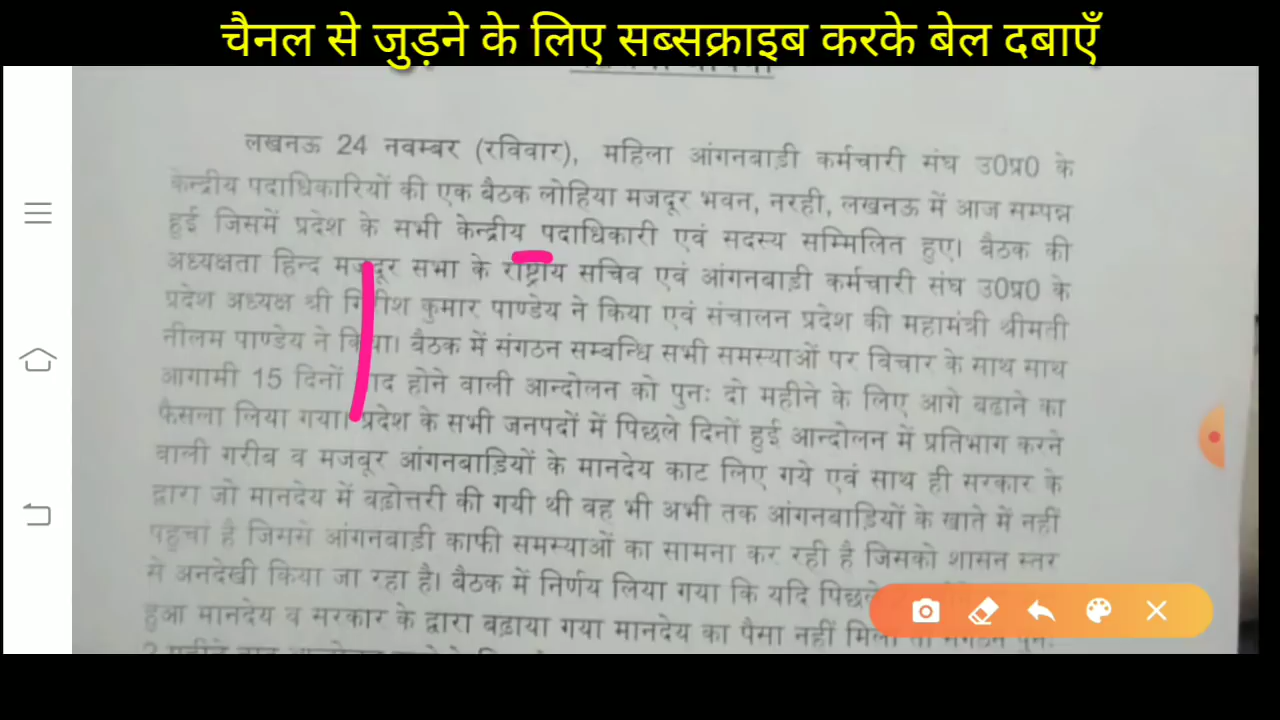 चैनल से जुड़ने के लिए सब्सक्राइब करके बेल दबाएँ
लखनऊ 24 नवम्बर (रविवार), महिला आंगनबाड़ी कर्मचारी संघ उ0प्र0 के
केन्द्रीय पदाधिकारियों की एक बैठक लोहिया मजदूर भवन, नरही, लखनऊ में आज सम्पन्न
हुई जिसमें प्रदेश के सभी केन्द्रीय पदाधिकारी एवं सदस्य सम्मिलित हुए। बैठक की
अध्यक्षता हिन्द मजदूर सभा के राष्ट्रीय सचिव एवं आंगनबाड़ी कर्मचारी संघ उ0प्र0 के
प्रदेश अध्यक्ष श्री गिरीश कुमार पाण्डेय ने किया एवं संचालन प्रदेश की महामंत्री श्रीमती
नीलम पाण्डेय ने किया। बैठक में संगठन सम्बन्धि सभी समस्याओं पर विचार के साथ साथ
आगामी 15 दिनों बाद होने वाली आन्दोलन को पुनः दो महीने के लिए आगे बढाने का
फैसला लिया गया। प्रदेश के सभी जनपदों में पिछले दिनों हुई आन्दोलन में प्रतिभाग करने
वाली गरीब व मजबूर आंगनबाड़ियों के मानदेय काट लिए गये एवं साथ ही सरकार के
द्वारा जो मानदेय में बढ़ोत्तरी की गयी थी वह भी अभी तक आंगनबाड़ियों के खाते में नहीं
पहुचा है जिससे आंगनबाड़ी काफी समस्याओं का सामना कर रही है जिसको शासन स्तर
से अनदेखी किया जा रहा है। बैठक में निर्णय लिया गया कि यदि पिछले
हुआ मानदेय व सरकार के द्वारा बढ़ाया गया मानदेय का पैसा नहीं मिला